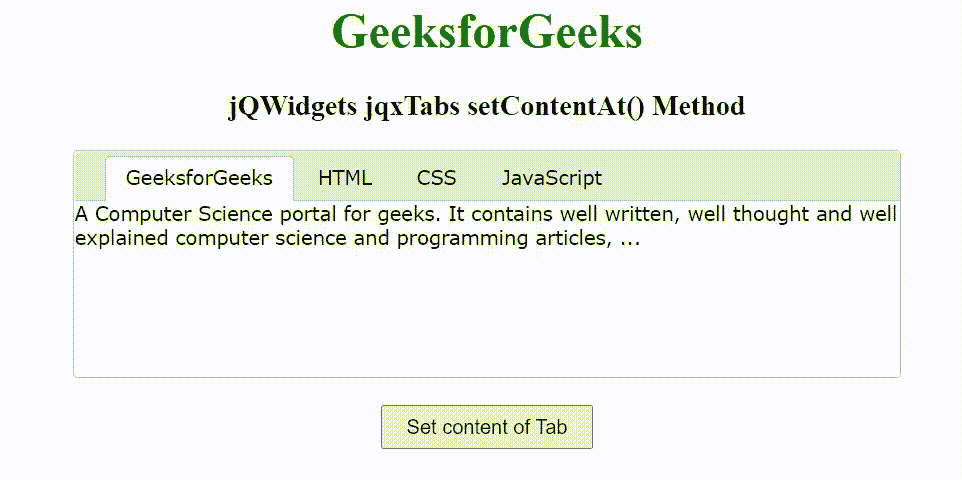 GeeksforGeeks
jQWidgets jqxTabs setContentAt() Method
GeeksforGeeks HTML CSS JavaScript
A Computer Science portal for geeks. It contains well written, well thought and well
explained computer science and programming articles, ...
Set content of Tab